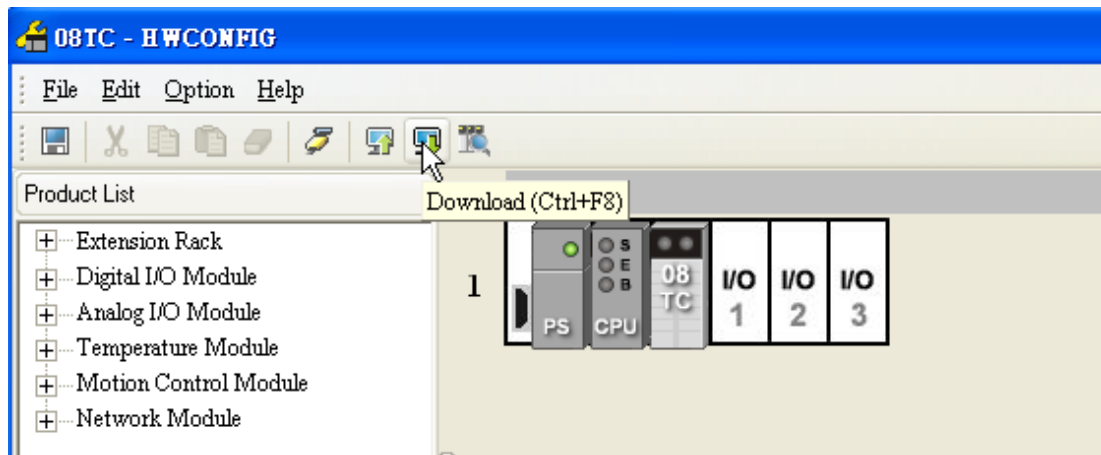 08TC - HWCONFIG
File Edit Option Help
Product List
Download (Ctrl+F8)
Extension Rack
Digital I/O Module
Analog I/O Module
Temperature Module
Motion Control Module
Network Module
1
PS
S
E
B
CPU
08
TC
I/O
1
I/O
2
I/O
3